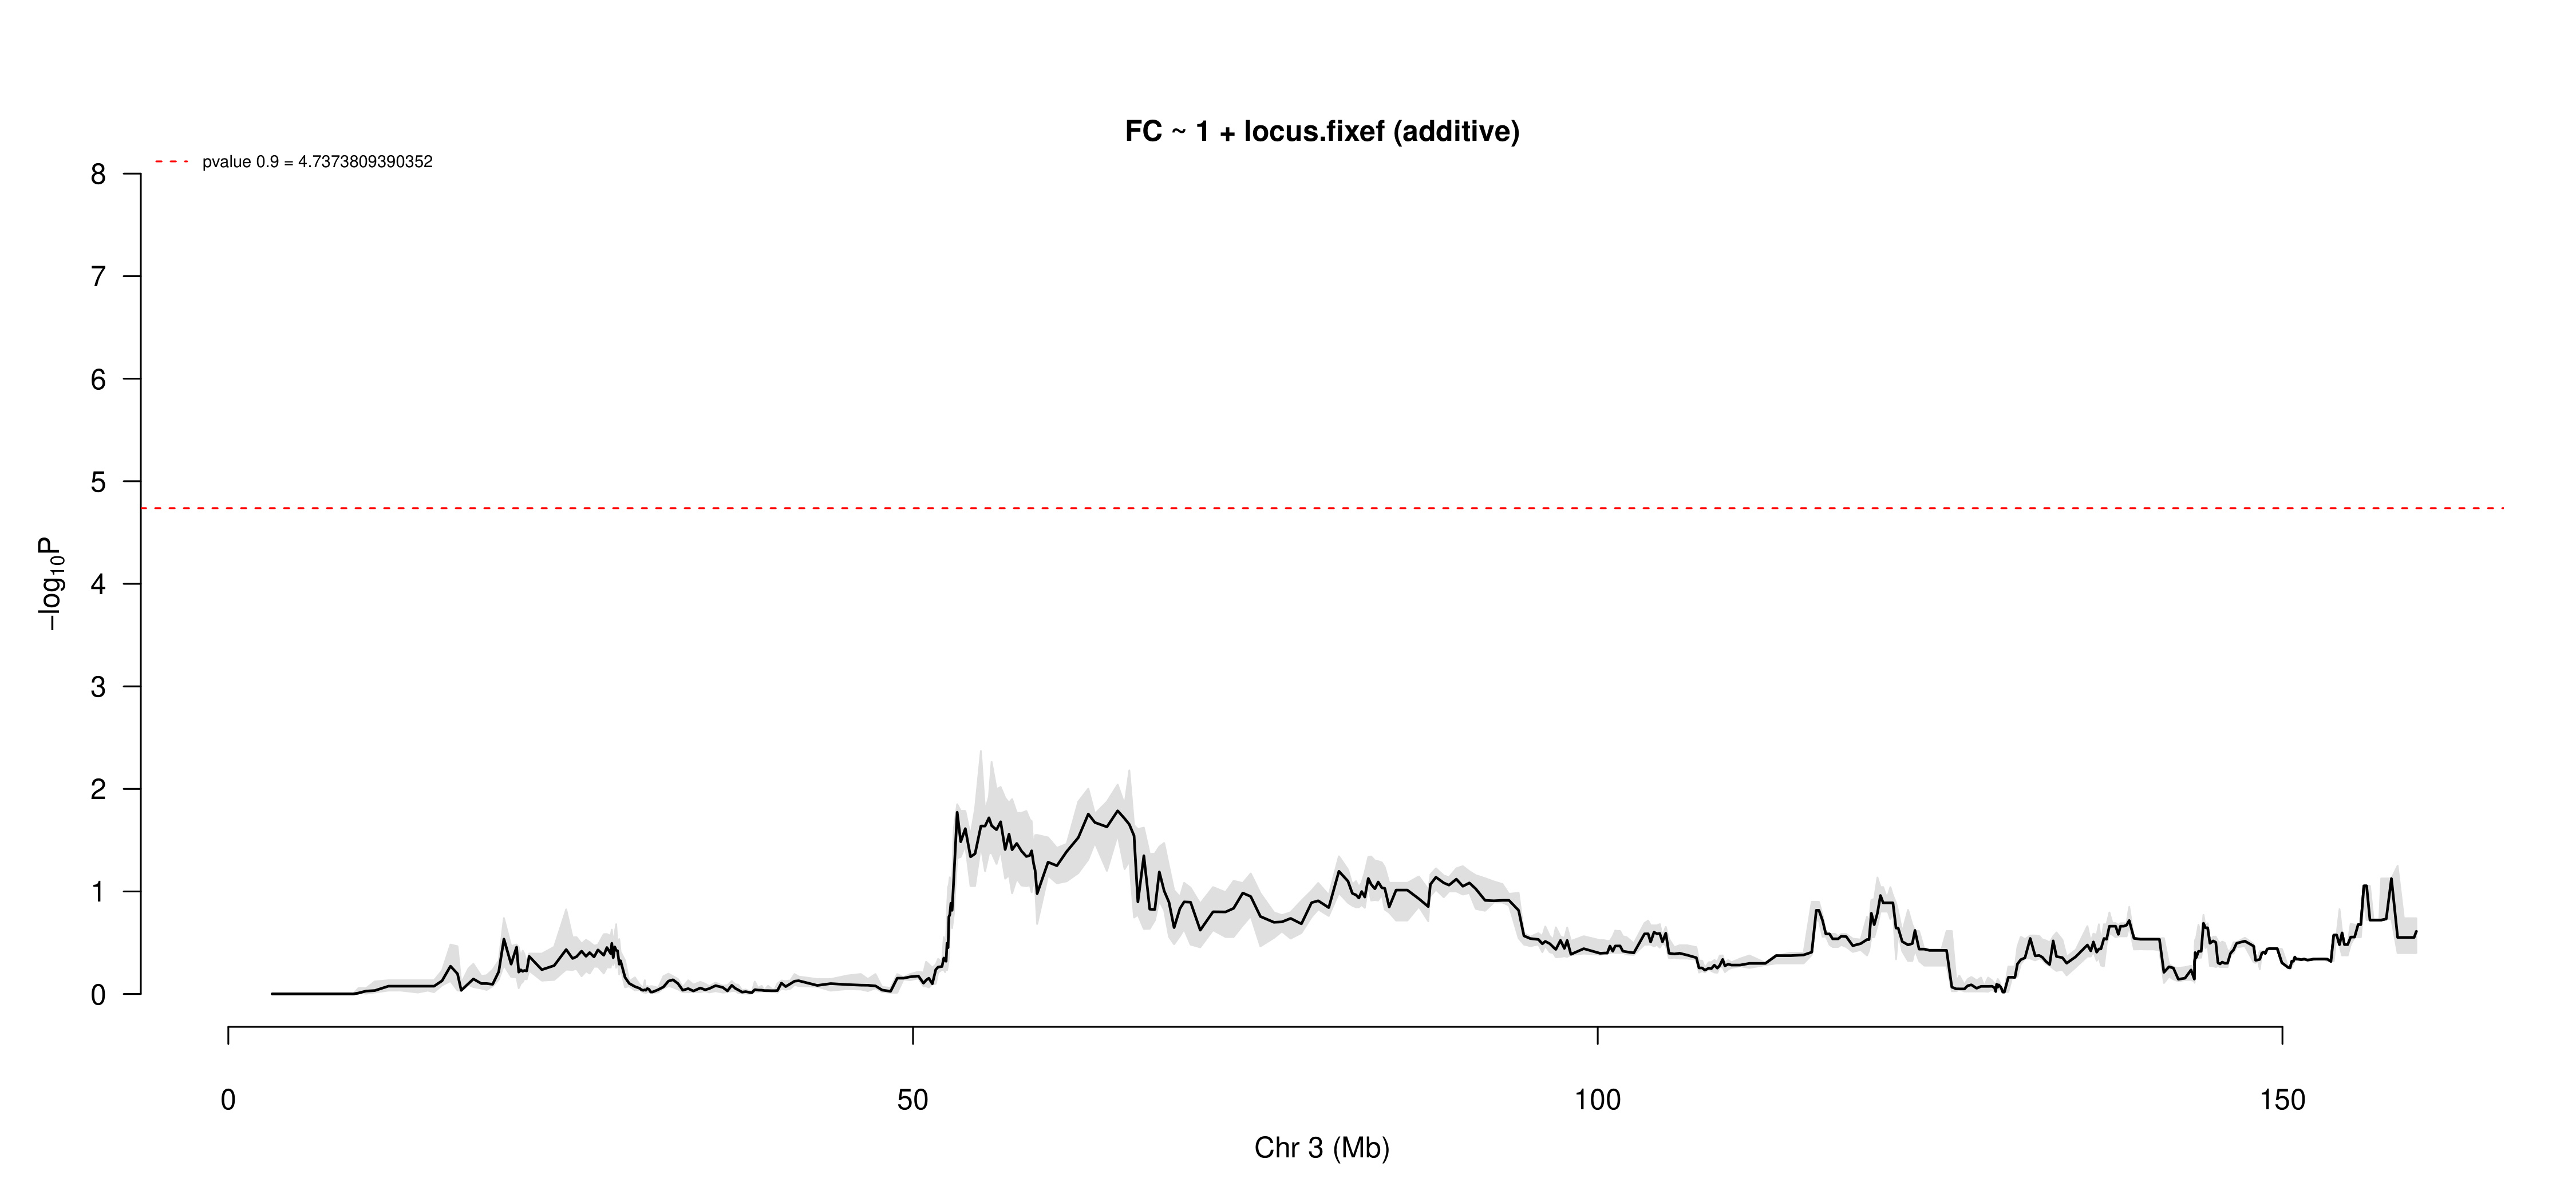 FC ~ 1 + locus.fixef (additive)
pvalue 0.9 = 4.7373809390352
8
7
6
5
4
3
2
1
0
−log10P
0 50 100 150
Chr 3 (Mb)